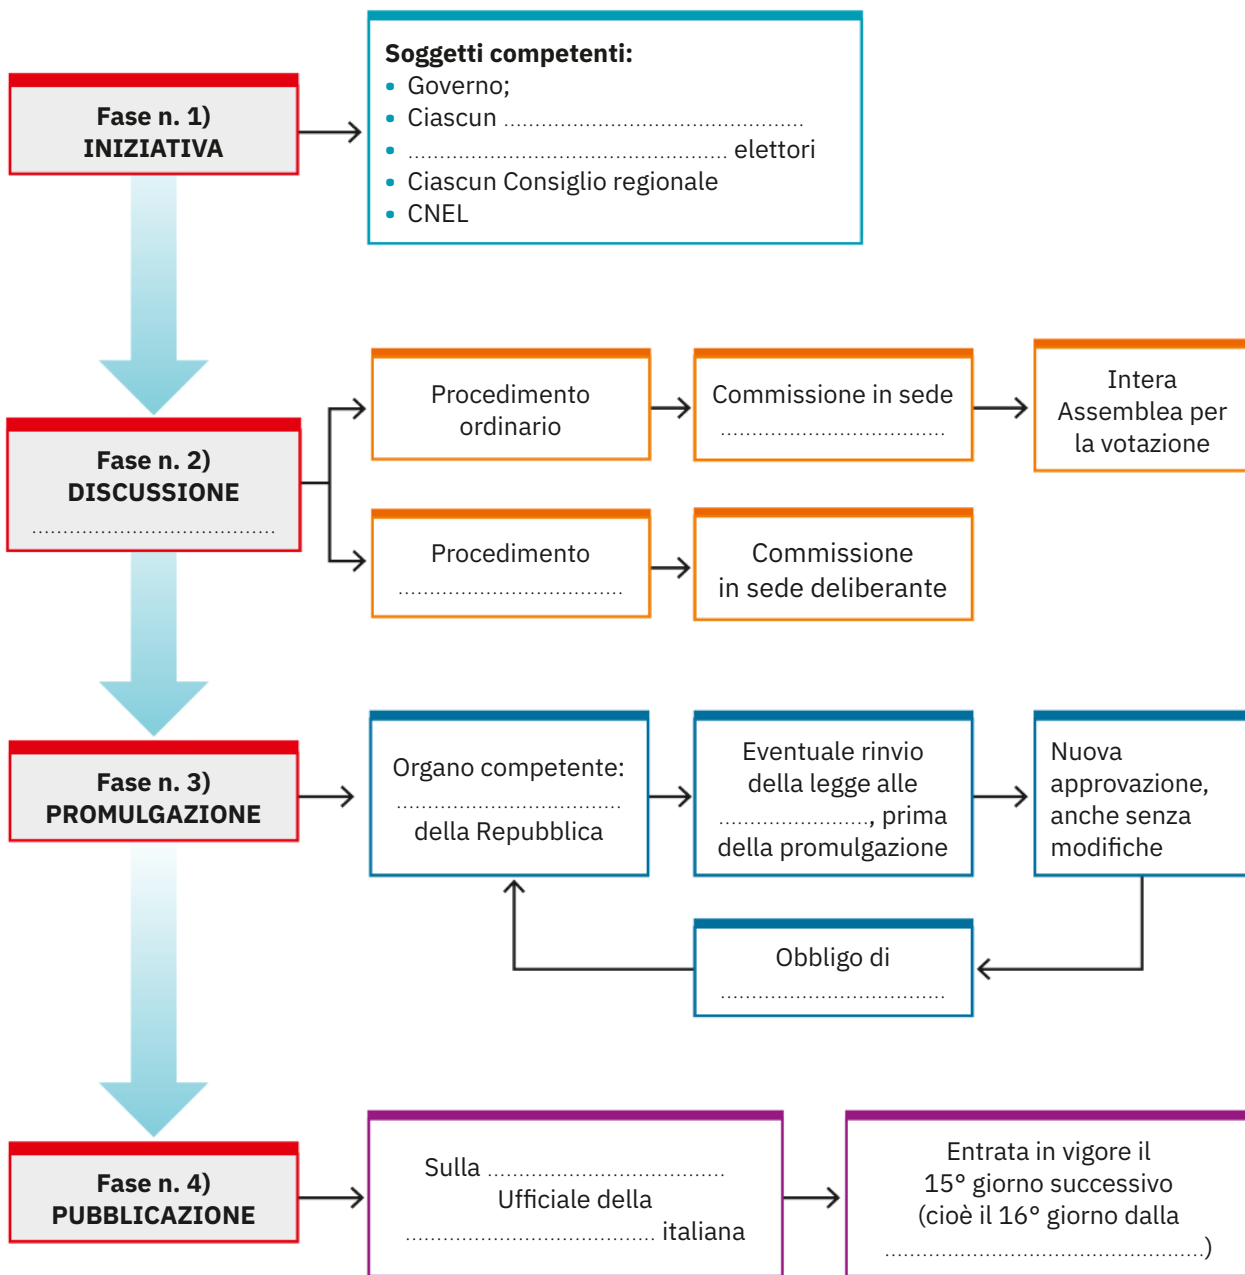 Fase n. 1)
INIZIATIVA
Soggetti competenti:
• Governo;
• Ciascun ................................................
• ................................................... elettori
• Ciascun Consiglio regionale
• CNEL
Fase n. 2)
DISCUSSIONE
.......................................
Procedimento
ordinario
Commissione in sede
....................................
Intera
Assemblea per
la votazione
Procedimento
....................................
Commissione
in sede deliberante
Fase n. 3)
PROMULGAZIONE
Organo competente:
....................................
della Repubblica
Eventuale rinvio
della legge alle
........................, prima
della promulgazione
Nuova
approvazione,
anche senza
modifiche
Obbligo di
....................................
Fase n. 4)
PUBBLICAZIONE
Sulla ......................................
Ufficiale della
........................................ italiana
Entrata in vigore il
15° giorno successivo
(cioè il 16° giorno dalla
...................................................)